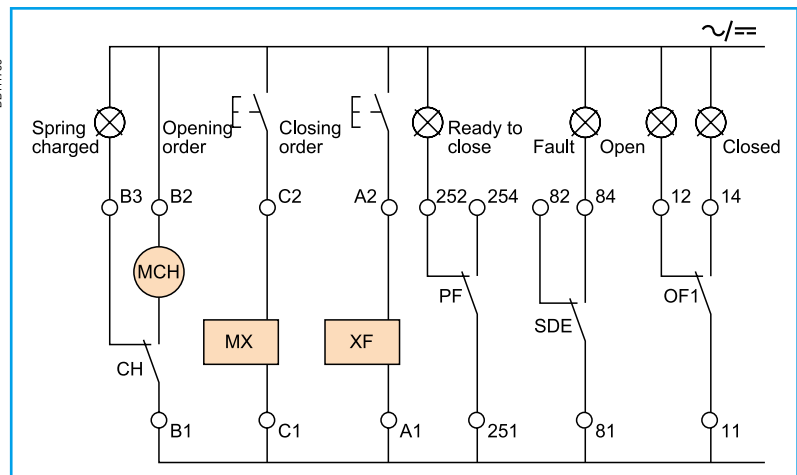 ~/==
Spring charged
Opening order
Closing order
Ready to close
Fault
Open
Closed
B3
B2
C2
A2
252
254
82
84
12
14
MCH
PF
OF1
SDE
MX
XF
CH
B1
C1
A1
251
81
11